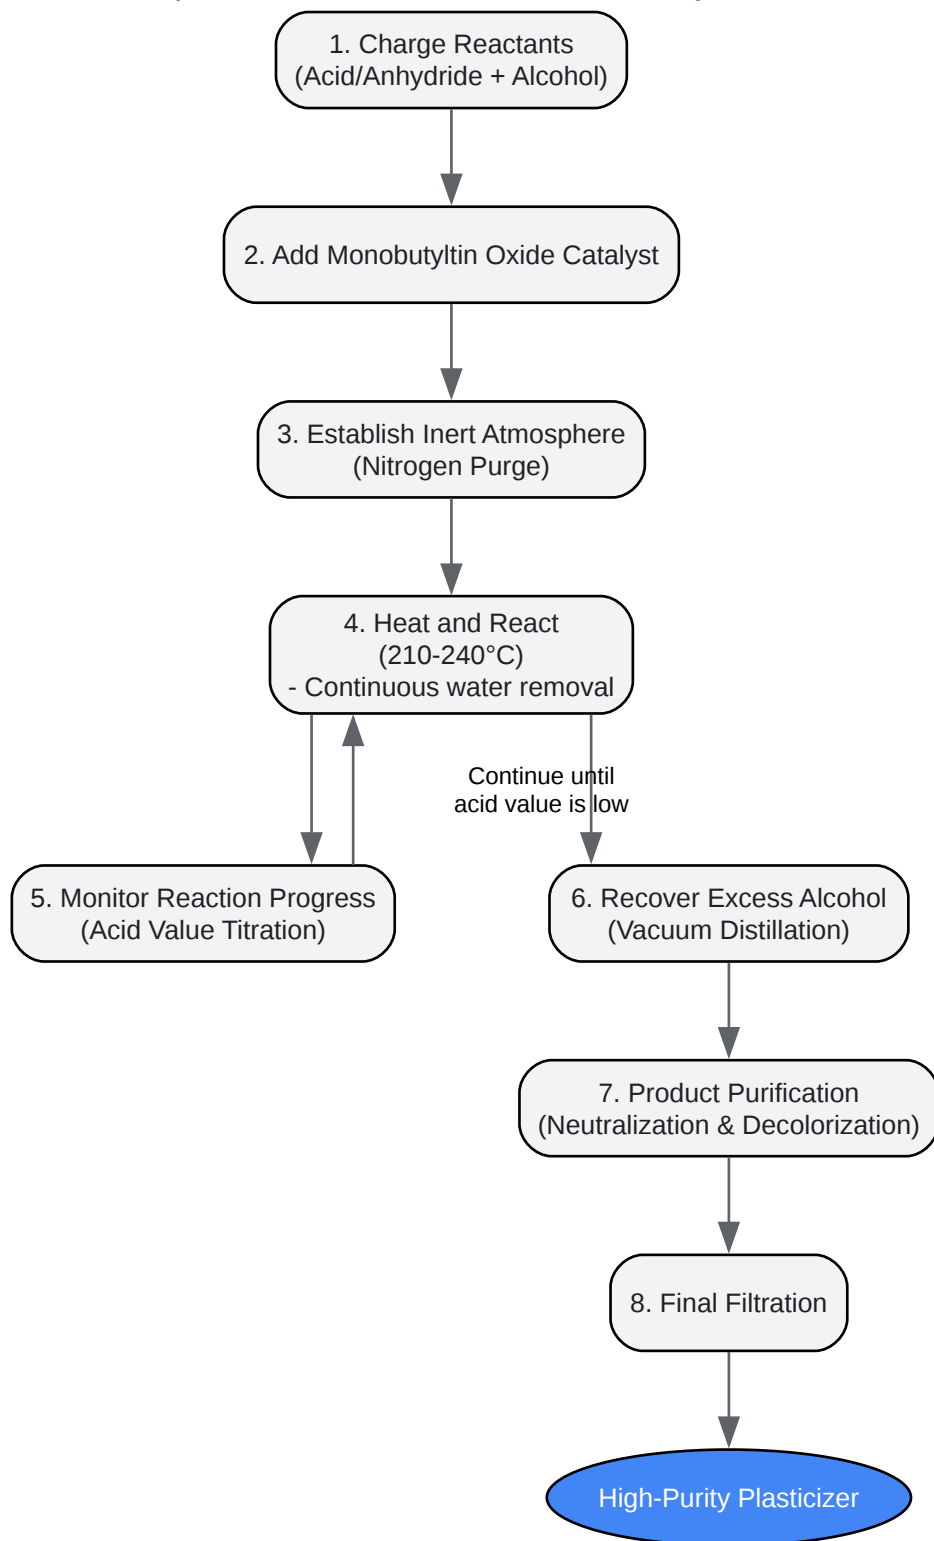 1. Charge Reactants
(Acid/Anhydride + Alcohol)
2. Add Monobutyltin Oxide Catalyst
3. Establish Inert Atmosphere
(Nitrogen Purge)
4. Heat and React
(210-240°C)
- Continuous water removal
Continue until
acid value is low
5. Monitor Reaction Progress
(Acid Value Titration)
6. Recover Excess Alcohol
(Vacuum Distillation)
7. Product Purification
(Neutralization & Decolorization)
8. Final Filtration
High-Purity Plasticizer